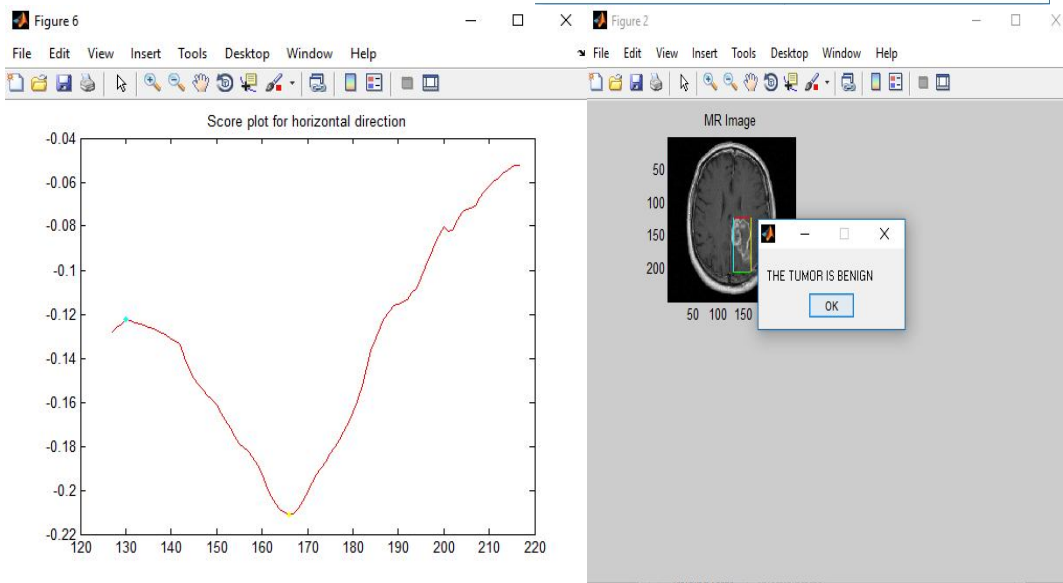 Figure 6
File Edit View Insert Tools Desktop Window Help
Score plot for horizontal direction
-0.04
-0.06
-0.08
-0.1
-0.12
-0.14
-0.16
-0.18
-0.2
-0.22
120 130 140 150 160 170 180 190 200 210 220
Figure 2
File Edit View Insert Tools Desktop Window Help
MR Image
50
100
150
200
50 100 150
THE TUMOR IS BENIGN
OK